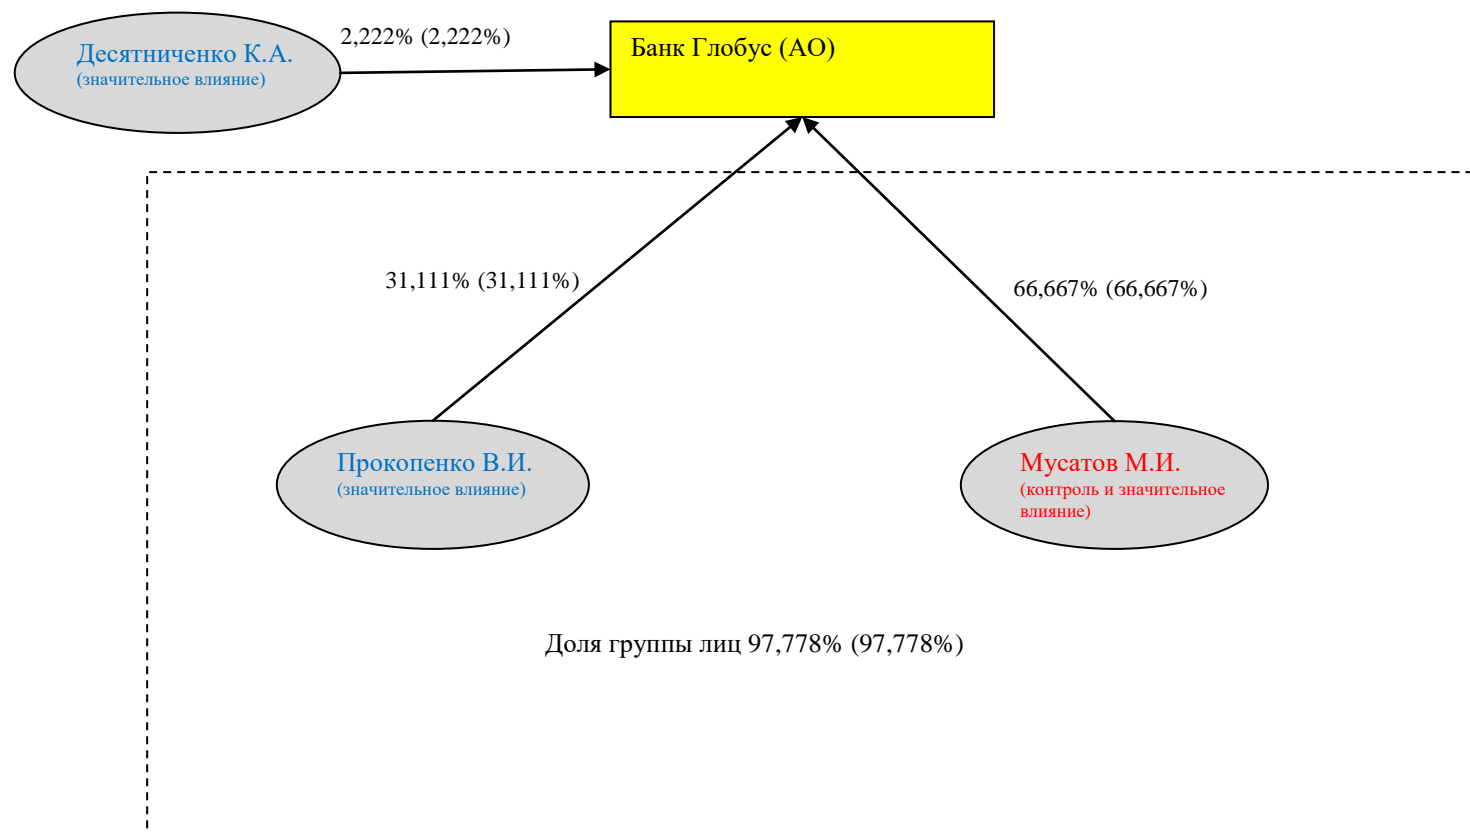 Десятниченко К.А.
(значительное влияние)
2,222% (2,222%)
Банк Глобус (АО)
31,111% (31,111%)
66,667% (66,667%)
Прокопенко В.И.
(значительное влияние)
Мусатов М.И.
(контроль и значительное
влияние)
Доля группы лиц 97,778% (97,778%)